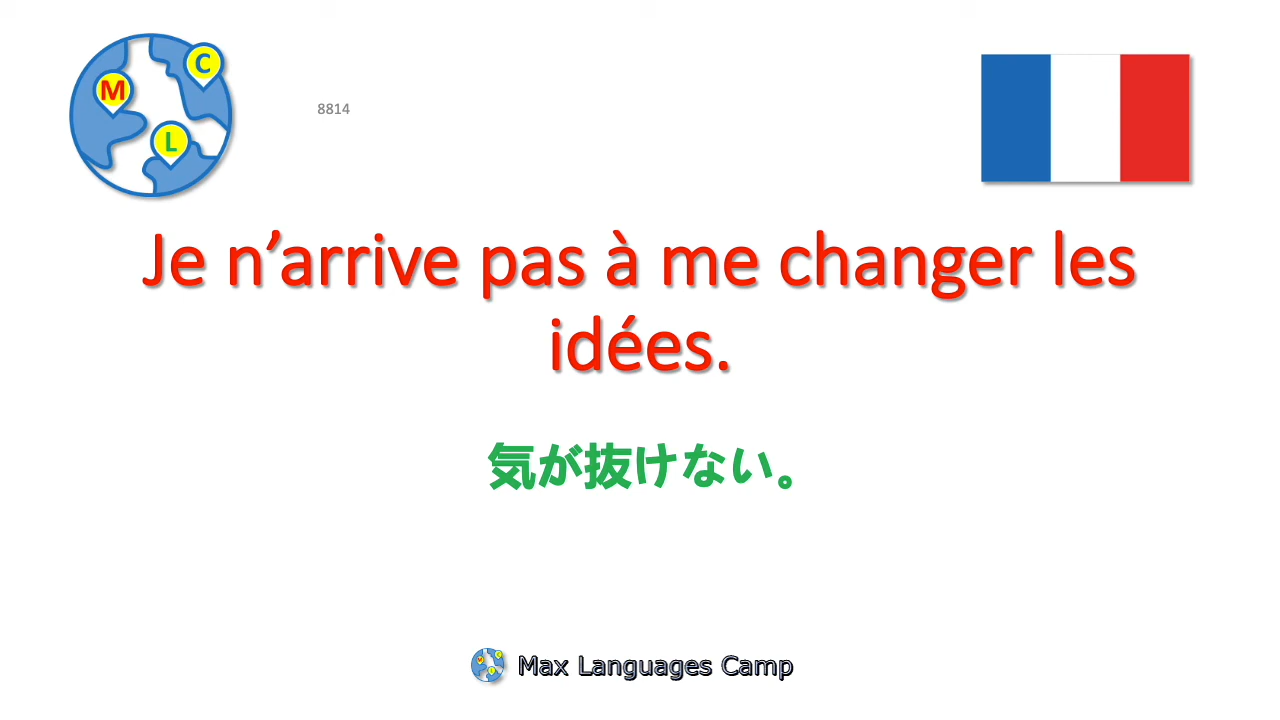 C
M
L
8814
Je n’arrive pas à me changer les
idées.
気が抜けない。
Max Languages Camp